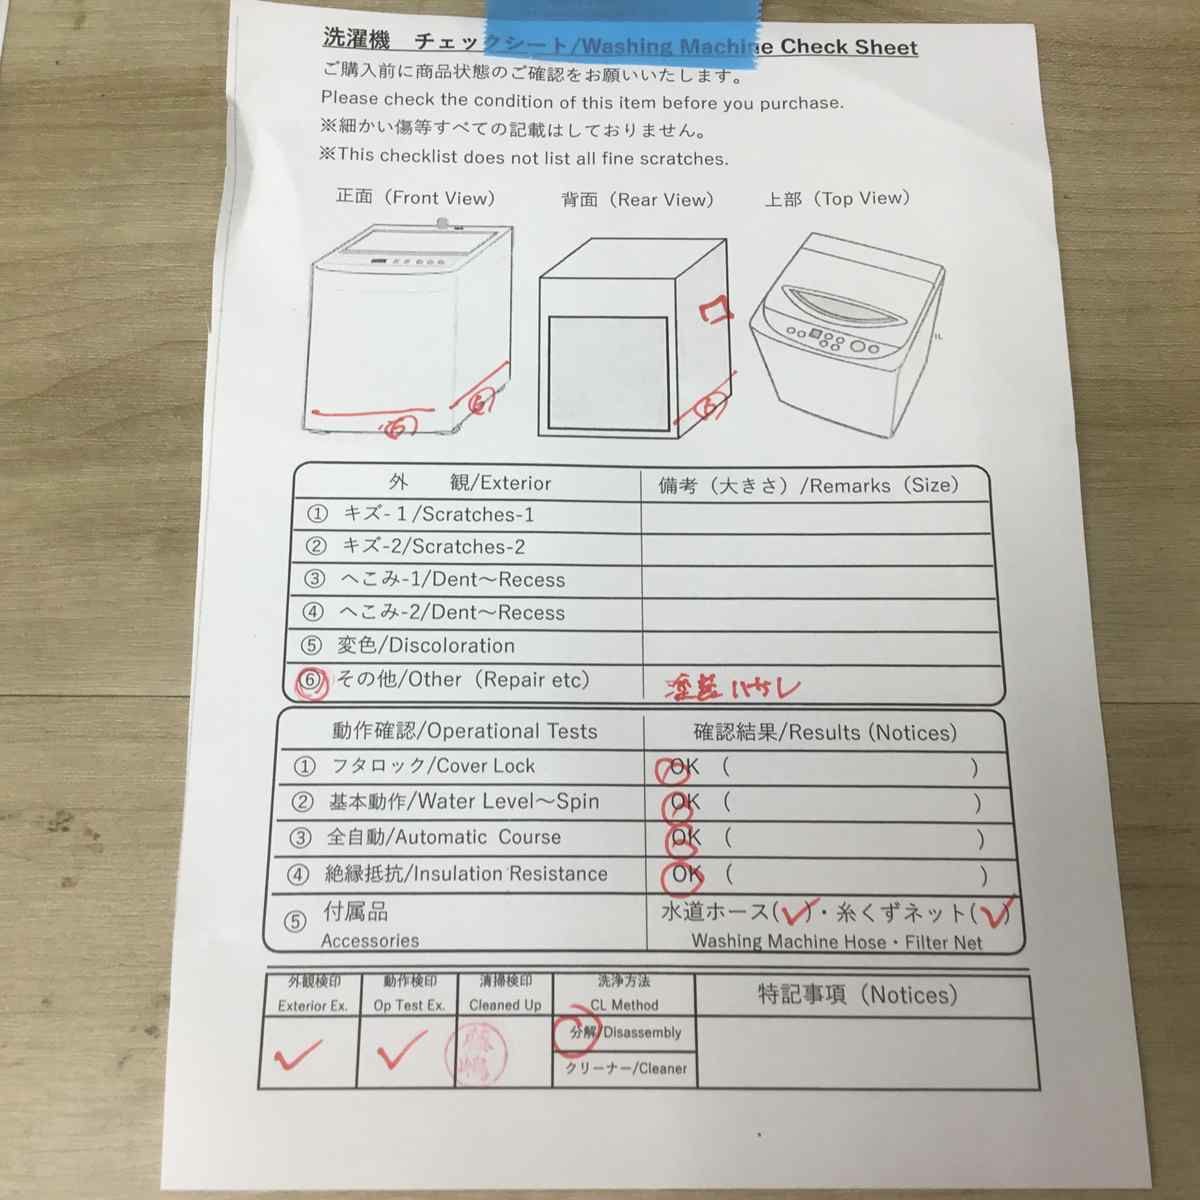 洗濯機　チェックシート/Washing Machine Check Sheet
ご購入前に商品状態のご確認をお願いいたします。
Please check the condition of this item before you purchase.
※細かい傷等すべての記載はしておりません。
※This checklist does not list all fine scratches.
正面（Front View） 背面（Rear View） 上部（Top View）
⑥ ⑥ ⑥
外　観/Exterior 備考（大きさ）/Remarks（Size）
① キズ-１/Scratches-1
② キズ-2/Scratches-2
③ へこみ-1/Dent～Recess
④ へこみ-2/Dent～Recess
⑤ 変色/Discoloration
⑥ その他/Other（Repair etc） 塗装ハガレ
動作確認/Operational Tests 確認結果/Results (Notices)
① フタロック/Cover Lock OK （　　　）
② 基本動作/Water Level～Spin OK （　　　）
③ 全自動/Automatic Course OK （　　　）
④ 絶縁抵抗/Insulation Resistance OK （　　　）
⑤ 付属品 水道ホース(✓)・糸くずネット(✓)
Accessories Washing Machine Hose・Filter Net
外観検印 動作検印 清掃検印 洗浄方法 特記事項（Notices）
Exterior Ex. Op Test Ex. Cleaned Up CL Method
✓ ✓ 分解/Disassembly
クリーナー/Cleaner